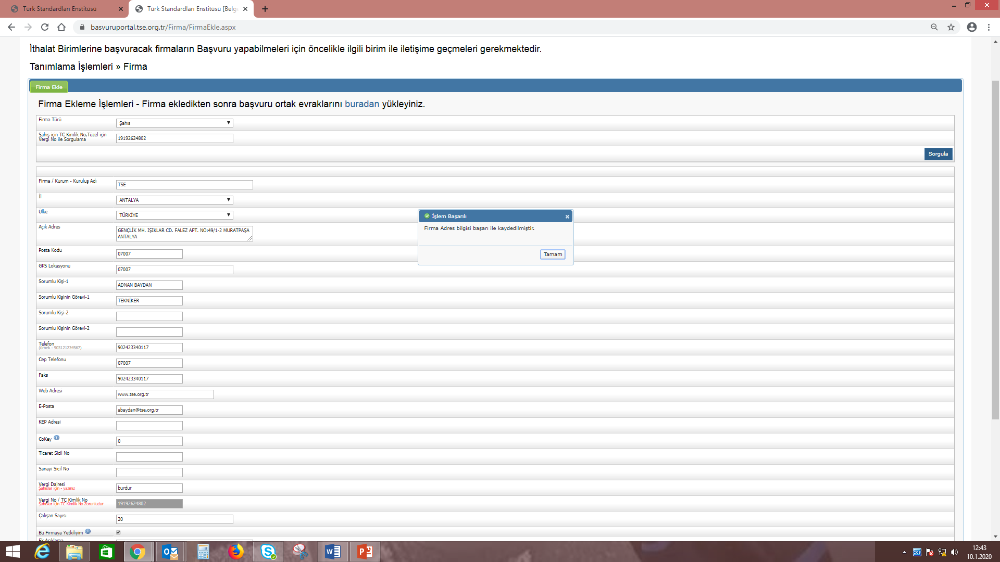 Türk Standardları Enstitüsü
Türk Standardları Enstitüsü [Belge
basvuruportal.tse.org.tr/Firma/FirmaEkle.aspx
İthalat Birimlerine başvuracak firmaların Başvuru yapabilmeleri için öncelikle ilgili birim ile iletişime geçmeleri gerekmektedir.
Tanımlama İşlemleri » Firma
Firma Ekle
Firma Ekleme İşlemleri - Firma ekledikten sonra başvuru ortak evraklarını buradan yükleyiniz.
Firma Türü
Şahıs
Şahış için TC Kimlik No,Tüzel için
Vergi No ile Sorgulama
19192624802
Sorgula
Firma / Kurum - Kuruluş Adı
TSE
İl
ANTALYA
Ülke
TÜRKİYE
Açık Adres
GENÇLİK MH. IŞIKLAR CD. FALEZ APT. NO:49/1-2 MURATPAŞA
ANTALYA
İşlem Başarılı
Firma Adres bilgisi başarı ile kaydedilmiştir.
Tamam
Posta Kodu
07007
GPS Lokasyonu
07007
Sorumlu Kişi-1
ADNAN BAYDAN
Sorumlu Kişinin Görevi-1
TEKNİKER
Sorumlu Kişi-2
Sorumlu Kişinin Görevi-2
Telefon
(örnek : 903121234567)
902423340117
Cep Telefonu
07007
Faks
902423340117
Web Adresi
www.tse.org.tr
E-Posta
abaydan@tse.org.tr
KEP Adresi
CoKey
0
Ticaret Sicil No
Sanayi Sicil No
Vergi Dairesi
Şahıslar için - yazınız
burdur
Vergi No / TC Kimlik No
Şahıslar için TC Kimlik No Zorunludur
19192624802
Çalışan Sayısı
20
Bu Firmaya Yetkiliyim
Ek Açıklama
12:43
10.1.2020